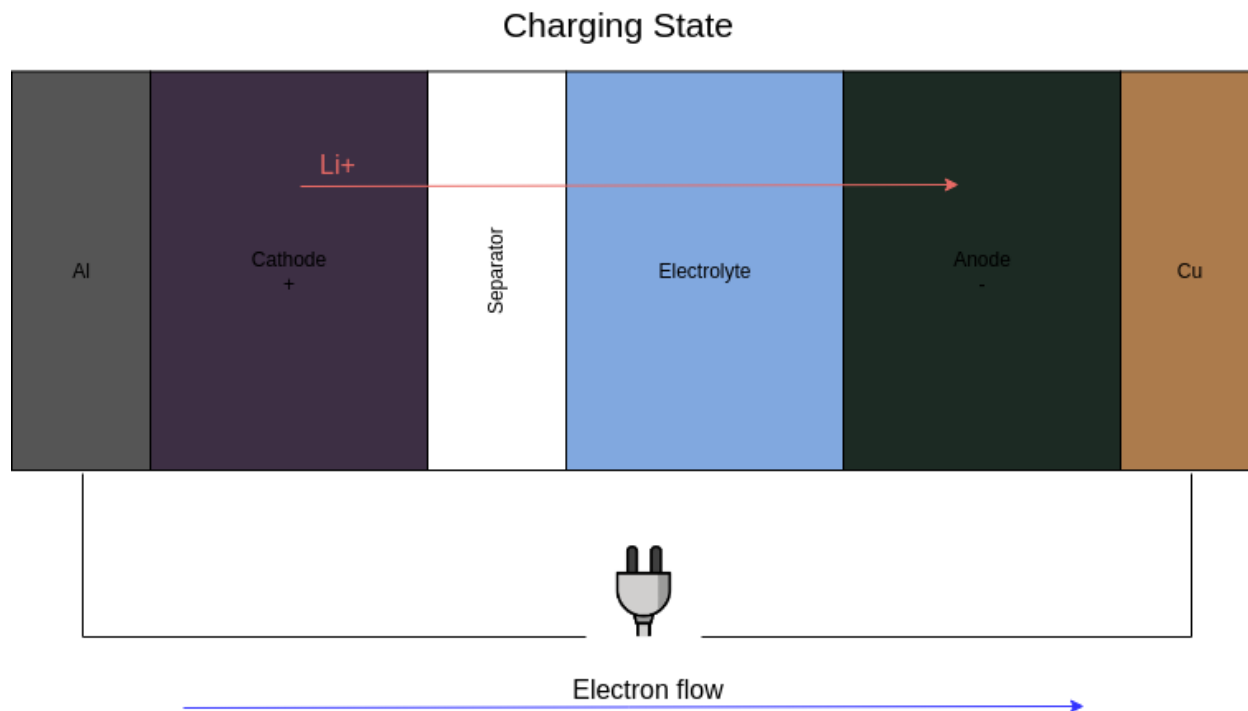 Charging State
Li+
Al
Cathode
+
Separator
Electrolyte
Anode
-
Cu
Electron flow